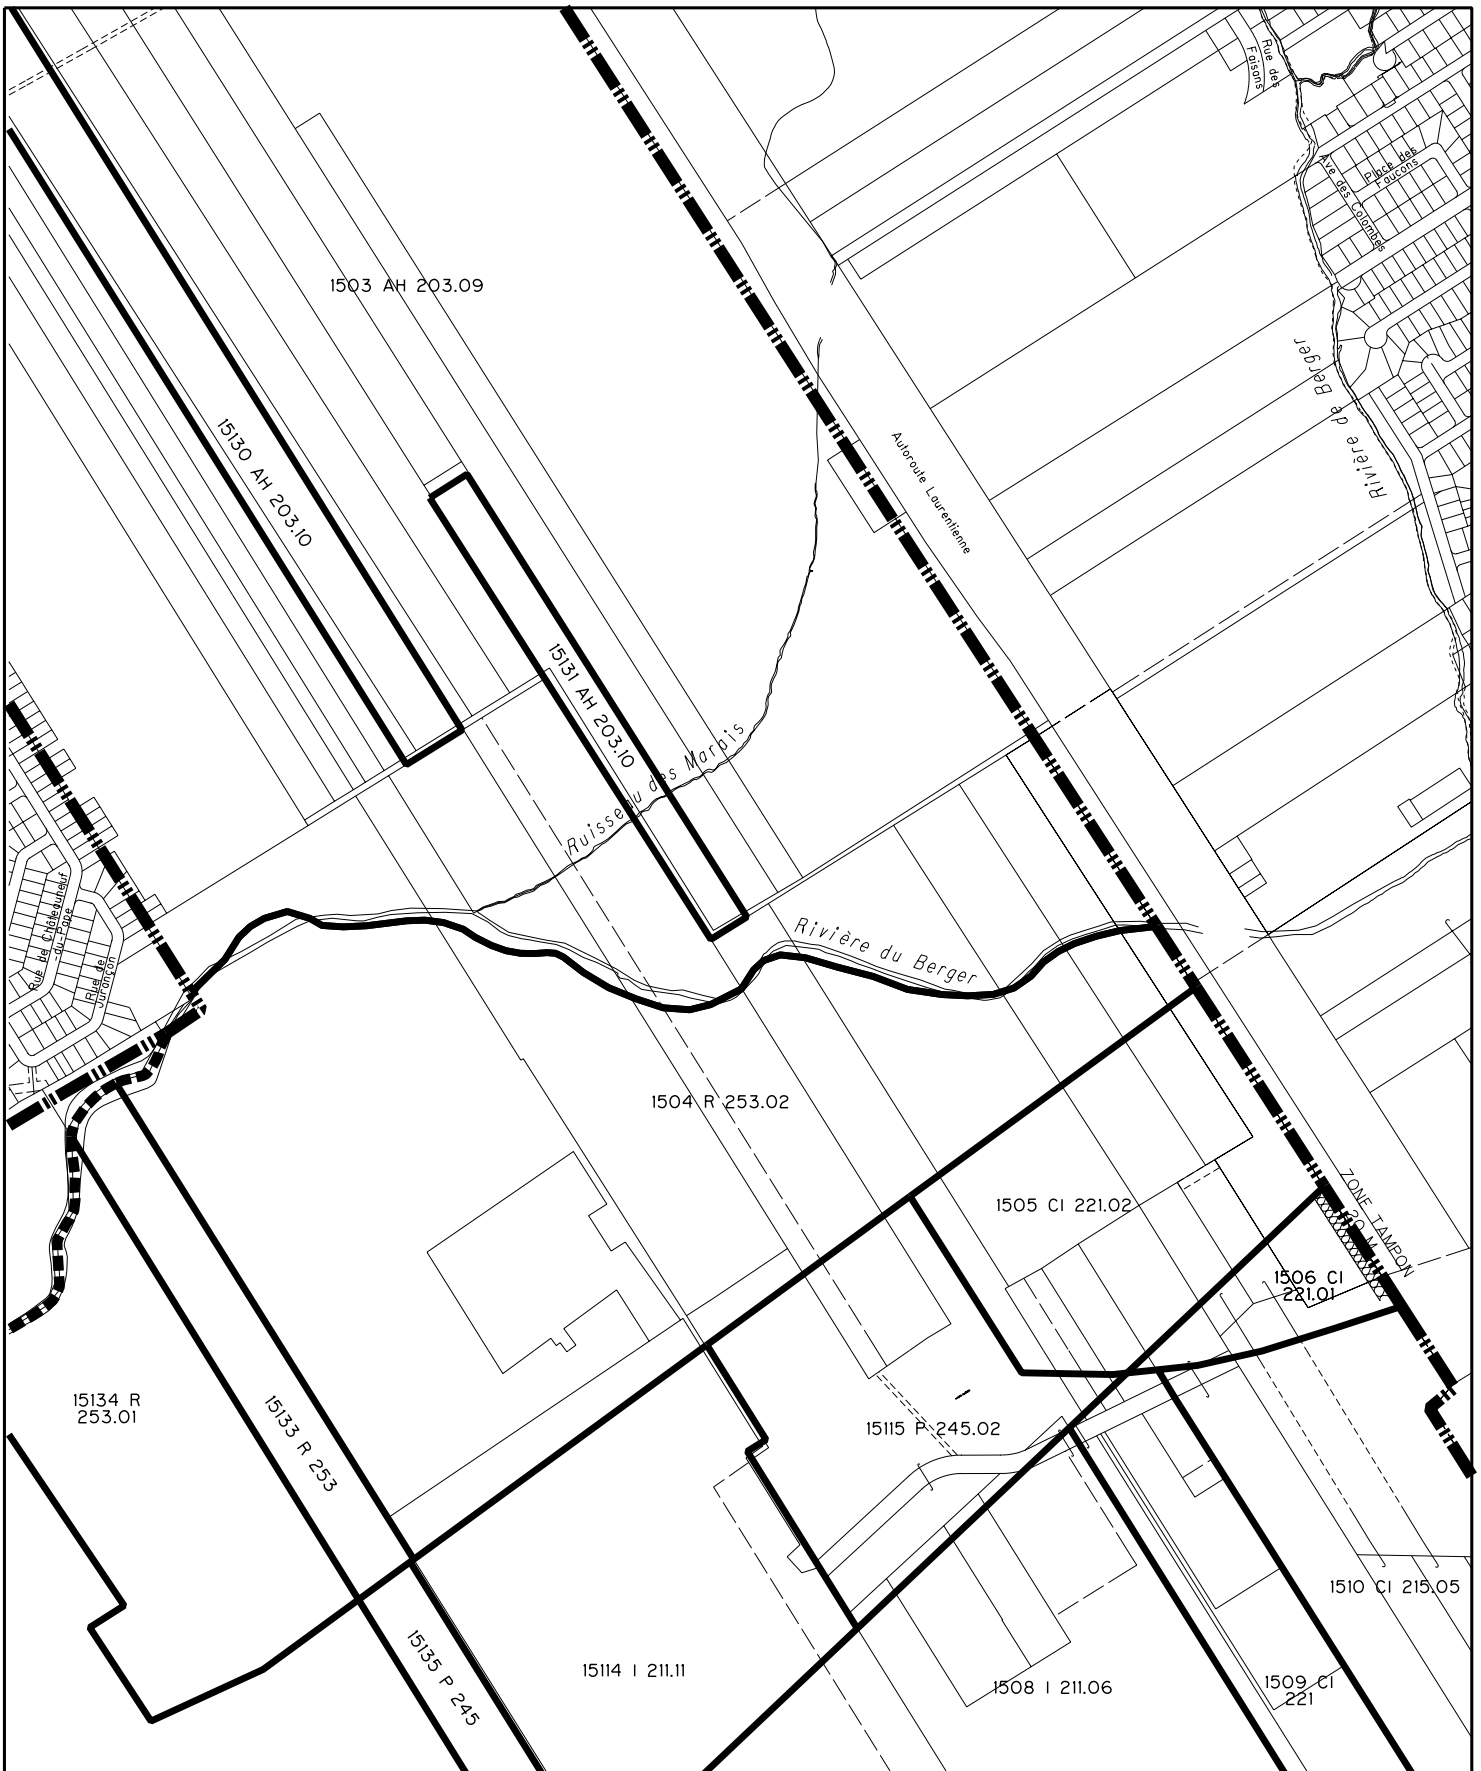 Rue des
Faisans
Place des
Faucons
Ave des Colombes
1503 AH 203.09
Rivière de Berger
15130 AH 203.10
Autoroute Laurentienne
15131 AH 203.10
Ruisseau des Marais
Rue de Châteauneuf
-du-Pape
Rue de
Jurançon
Rivière du Berger
1504 R 253.02
ZONE TAMPON
20 M
1505 CI 221.02
1506 CI
221.01
15134 R
253.01
15133 R 253
15115 P 245.02
1510 CI 215.05
15135 P 245
15114 I 211.11
1508 I 211.06
1509 CI
221